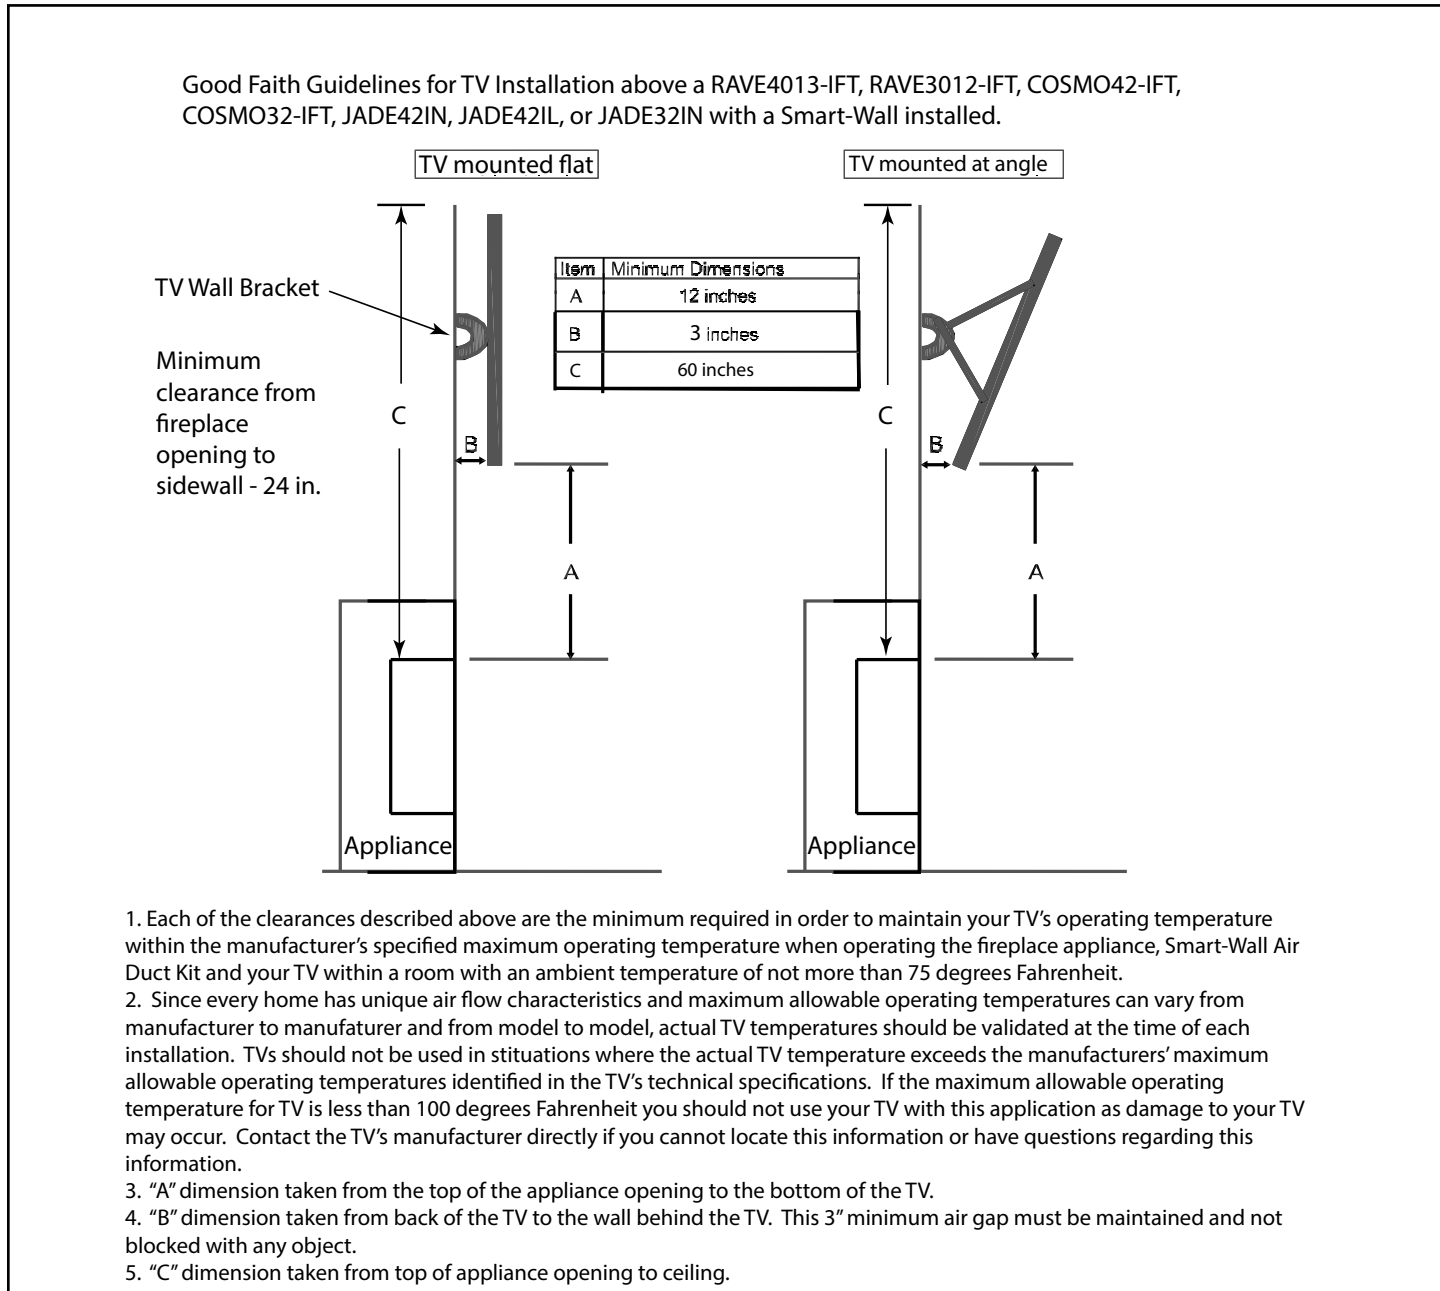 Good Faith Guidelines for TV Installation above a RAVE4013-IFT, RAVE3012-IFT, COSMO42-IFT,
COSMO32-IFT, JADE42IN, JADE42IL, or JADE32IN with a Smart-Wall installed.
TV mounted flat
TV mounted at angle
TV Wall Bracket
Minimum
clearance from
fireplace
opening to
sidewall - 24 in.
C
B
A
Appliance
Item Minimum Dimensions
A 12 inches
B 3 inches
C 60 inches
C
B
A
Appliance
1. Each of the clearances described above are the minimum required in order to maintain your TV’s operating temperature
within the manufacturer’s specified maximum operating temperature when operating the fireplace appliance, Smart-Wall Air
Duct Kit and your TV within a room with an ambient temperature of not more than 75 degrees Fahrenheit.
2. Since every home has unique air flow characteristics and maximum allowable operating temperatures can vary from
manufacturer to manufaturer and from model to model, actual TV temperatures should be validated at the time of each
installation. TVs should not be used in stituations where the actual TV temperature exceeds the manufacturers’ maximum
allowable operating temperatures identified in the TV’s technical specifications. If the maximum allowable operating
temperature for TV is less than 100 degrees Fahrenheit you should not use your TV with this application as damage to your TV
may occur. Contact the TV’s manufacturer directly if you cannot locate this information or have questions regarding this
information.
3. “A” dimension taken from the top of the appliance opening to the bottom of the TV.
4. “B” dimension taken from back of the TV to the wall behind the TV. This 3” minimum air gap must be maintained and not
blocked with any object.
5. “C” dimension taken from top of appliance opening to ceiling.